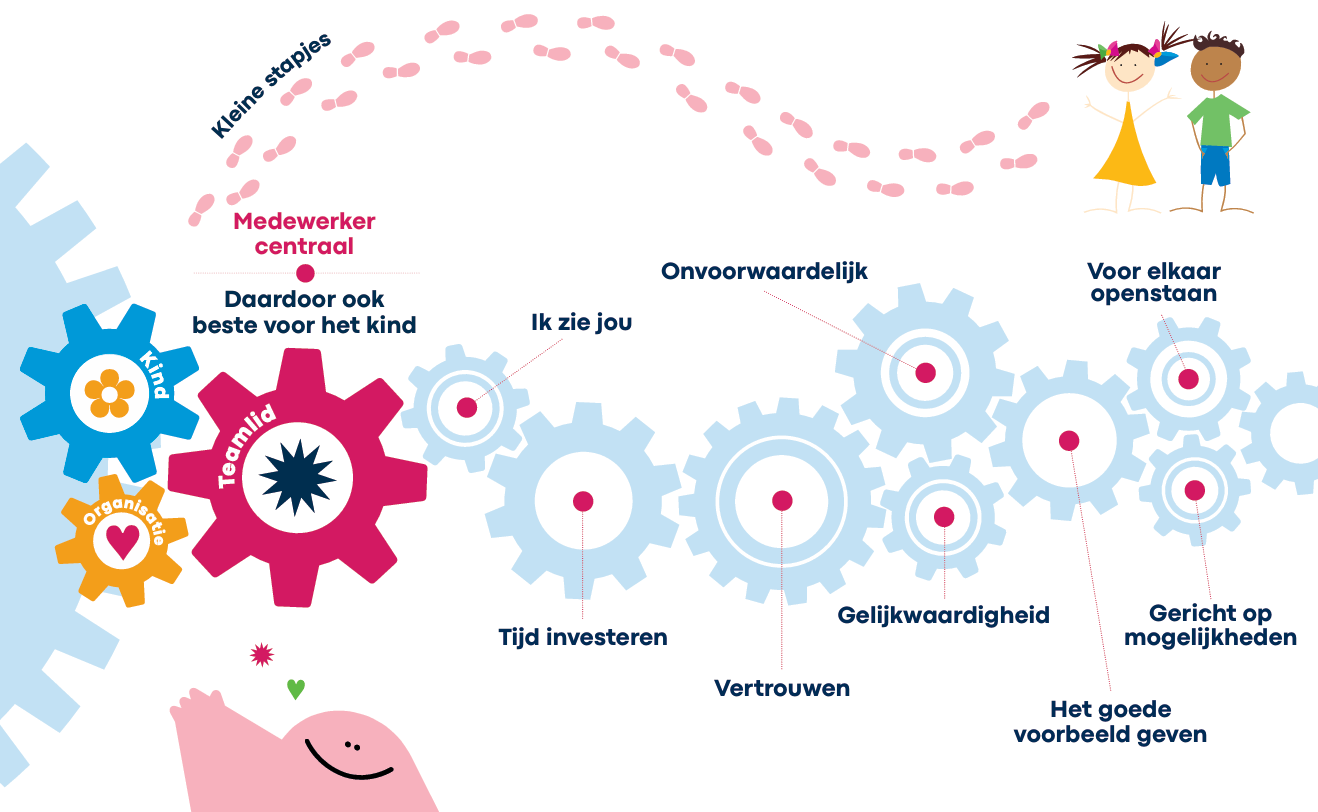 Kleine stapjes
Medewerker
centraal
Daardoor ook
beste voor het kind
Kind
Teamlid
Organisatie
Ik zie jou
Tijd investeren
Vertrouwen
Onvoorwaardelijk
Gelijkwaardigheid
Het goede
voorbeeld geven
Voor elkaar
openstaan
Gericht op
mogelijkheden